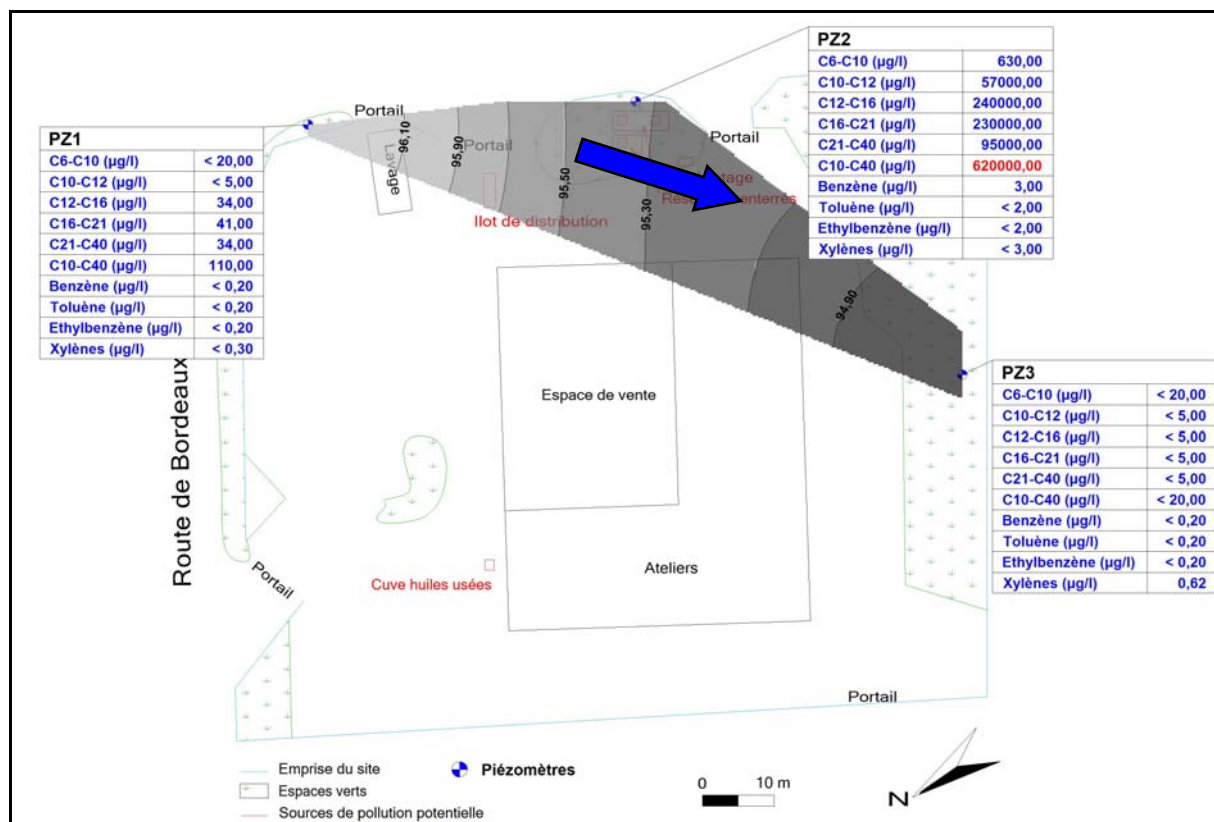 PZ2
C6-C10 (µg/l) 630,00
C10-C12 (µg/l) 57000,00
C12-C16 (µg/l) 240000,00
C16-C21 (µg/l) 230000,00
C21-C40 (µg/l) 95000,00
C10-C40 (µg/l) 620000,00
Benzène (µg/l) 3,00
Toluène (µg/l) < 2,00
Ethylbenzène (µg/l) < 2,00
Xylènes (µg/l) < 3,00
PZ1
C6-C10 (µg/l) < 20,00
C10-C12 (µg/l) < 5,00
C12-C16 (µg/l) 34,00
C16-C21 (µg/l) 41,00
C21-C40 (µg/l) 34,00
C10-C40 (µg/l) 110,00
Benzène (µg/l) < 0,20
Toluène (µg/l) < 0,20
Ethylbenzène (µg/l) < 0,20
Xylènes (µg/l) < 0,30
Portail
Portail
Portail
96,10
95,90
95,50
95,30
94,90
Lavage
Ilot de distribution
PZ3
C6-C10 (µg/l) < 20,00
C10-C12 (µg/l) < 5,00
C12-C16 (µg/l) < 5,00
C16-C21 (µg/l) < 5,00
C21-C40 (µg/l) < 5,00
C10-C40 (µg/l) < 20,00
Benzène (µg/l) < 0,20
Toluène (µg/l) < 0,20
Ethylbenzène (µg/l) < 0,20
Xylènes (µg/l) 0,62
Route de Bordeaux
Espace de vente
Ateliers
Cuve huiles usées
Portail
Portail
Emprise du site
Espaces verts
Sources de pollution potentielle
Piézomètres
0 10 m
N